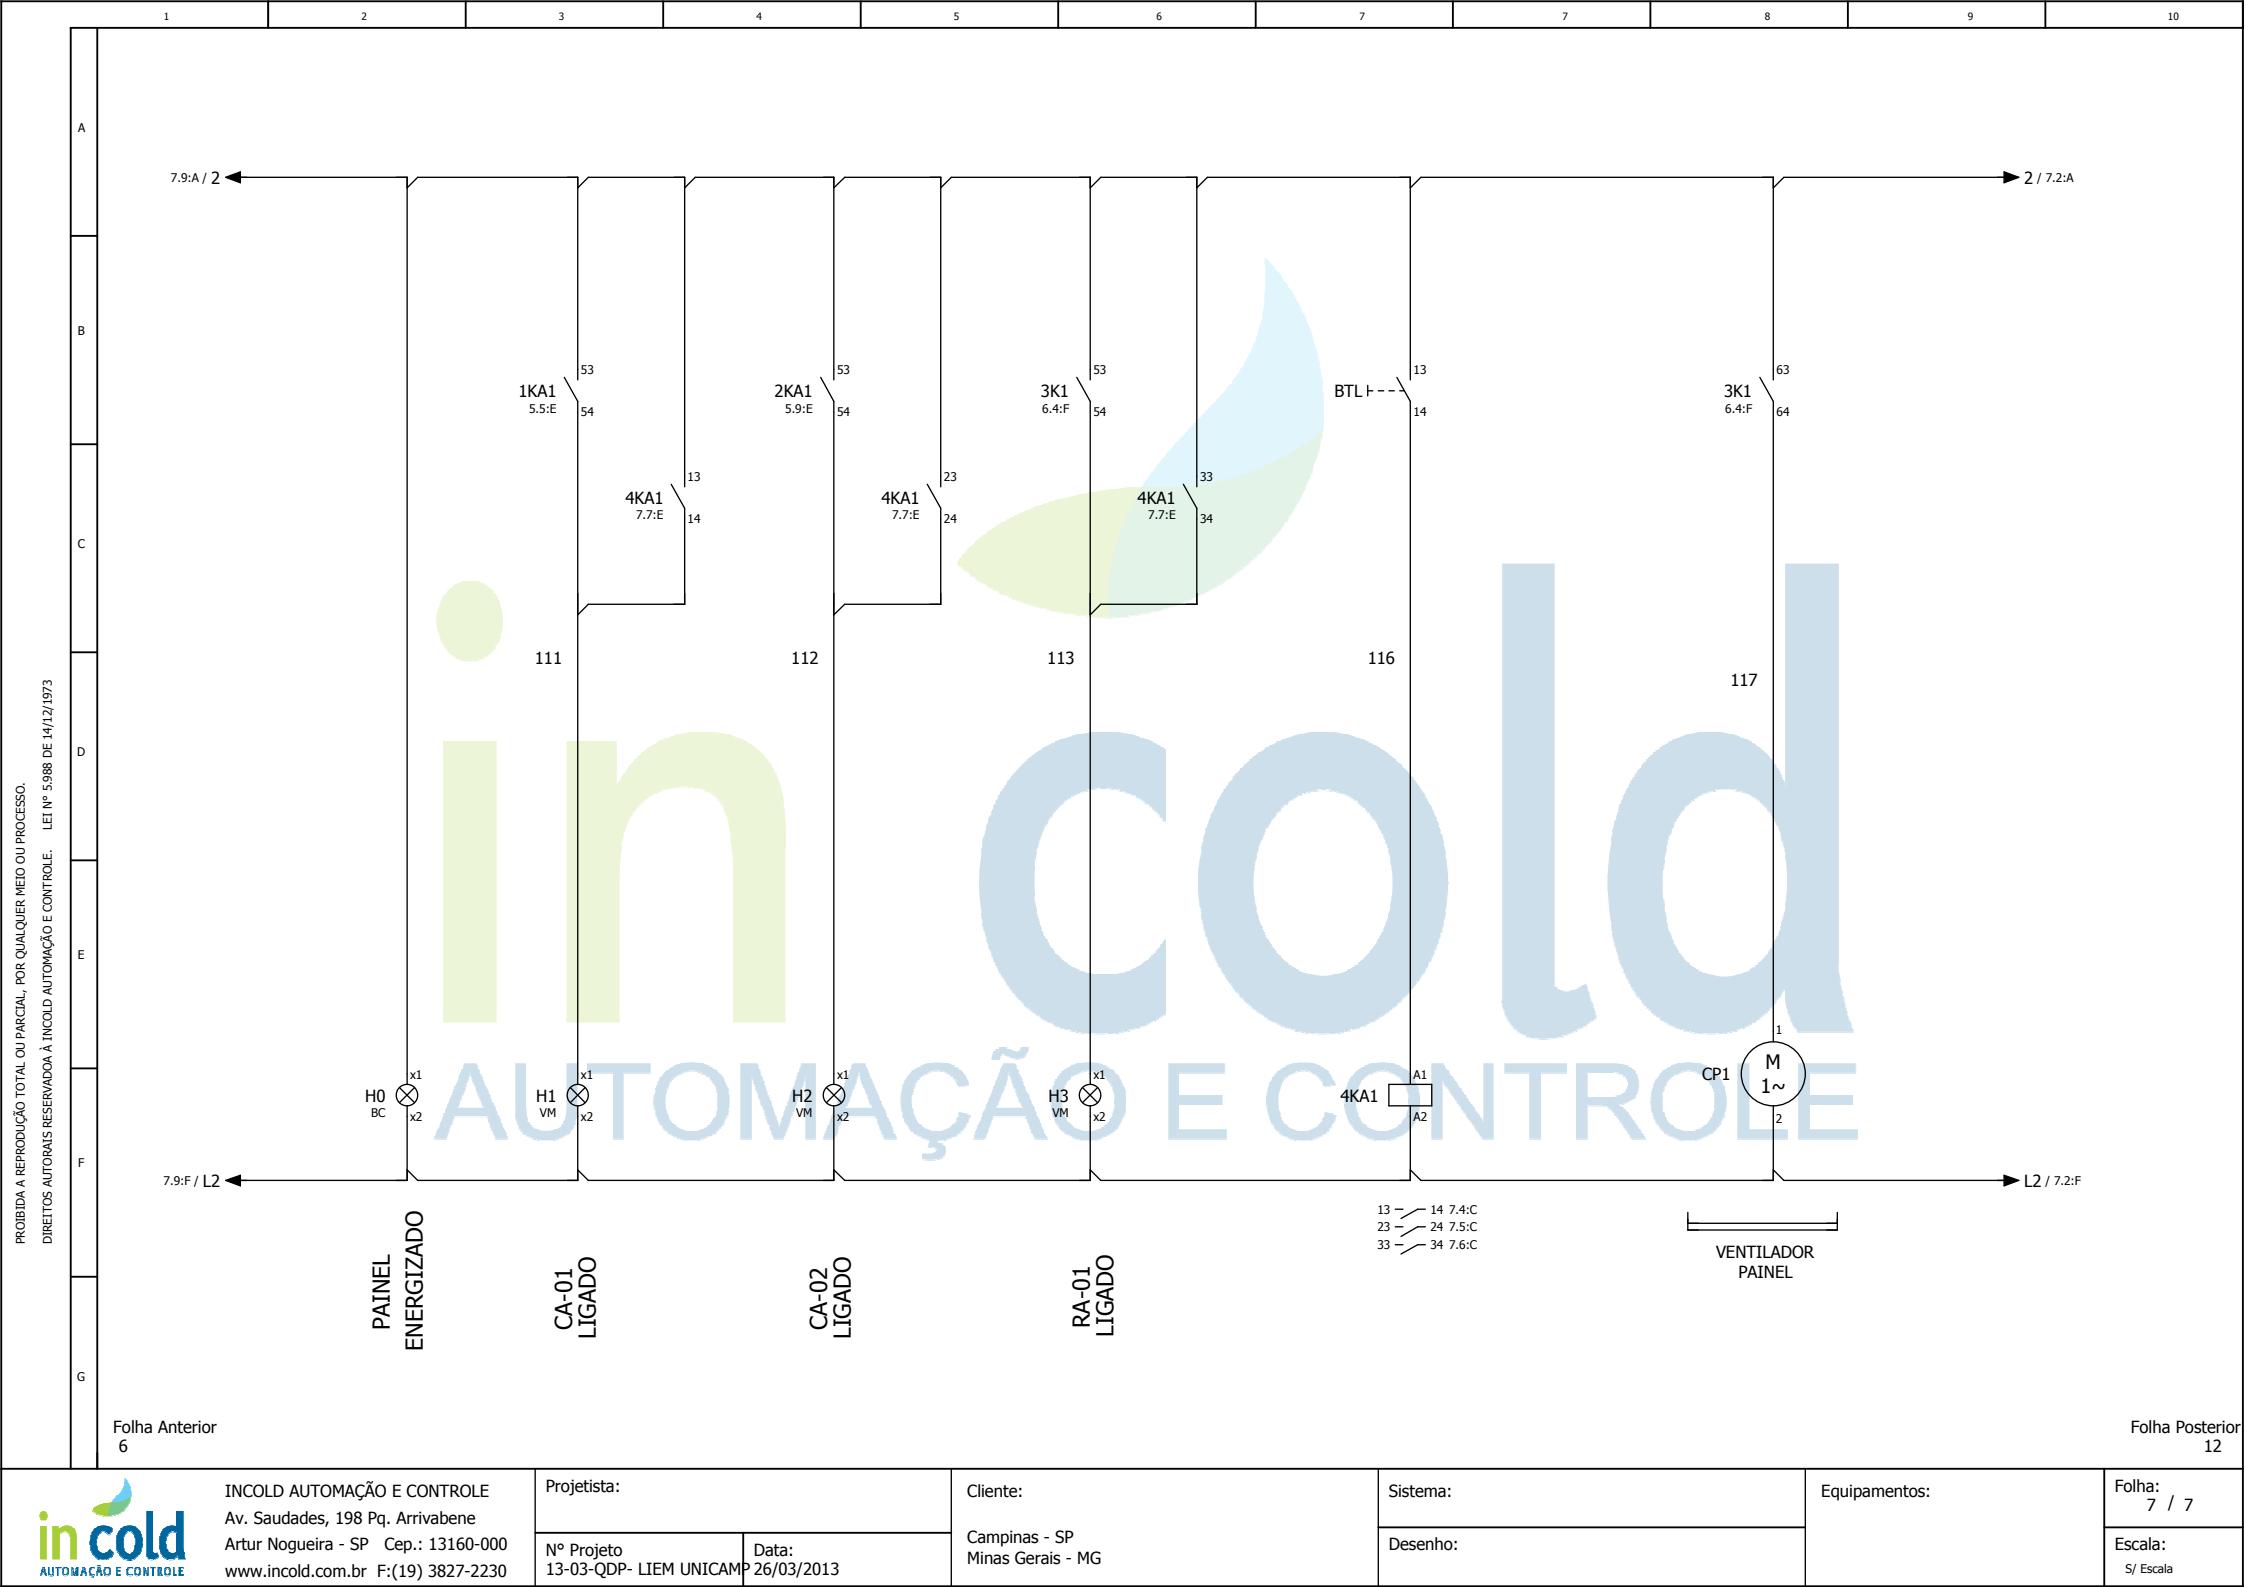 1 2 3 4 5 6 7 7 8 9 10
A
B
C
D
E
F
G
PROIBIDA A REPRODUÇÃO TOTAL OU PARCIAL, POR QUALQUER MEIO OU PROCESSO.
DIREITOS AUTORAIS RESERVADOA À INCOLD AUTOMAÇÃO E CONTROLE. LEI N° 5.988 DE 14/12/1973
7.9:A / 2
2 / 7.2:A
53
1KA1
5.5:E
54
53
2KA1
5.9:E
54
53
3K1
6.4:F
54
13
BTL
14
63
3K1
6.4:F
64
13
4KA1
7.7:E
14
23
4KA1
7.7:E
24
33
4KA1
7.7:E
34
111
112
113
116
117
in cold
AUTOMAÇÃO E CONTROLE
x1
H0
BC
x2
x1
H1
VM
x2
x1
H2
VM
x2
x1
H3
VM
x2
A1
4KA1
A2
1
CP1
M
1~
2
7.9:F / L2
L2 / 7.2:F
13 14 7.4:C
23 24 7.5:C
33 34 7.6:C
PAINEL
ENERGIZADO
CA-01
LIGADO
CA-02
LIGADO
RA-01
LIGADO
VENTILADOR
PAINEL
Folha Anterior
6
Folha Posterior
12
in cold
AUTOMAÇÃO E CONTROLE
INCOLD AUTOMAÇÃO E CONTROLE
Av. Saudades, 198 Pq. Arrivabene
Artur Nogueira - SP Cep.: 13160-000
www.incold.com.br F:(19) 3827-2230
Projetista:
N° Projeto
13-03-QDP- LIEM UNICAMP
Data:
26/03/2013
Cliente:
Campinas - SP
Minas Gerais - MG
Sistema:
Desenho:
Equipamentos:
Folha:
7 / 7
Escala:
S/ Escala